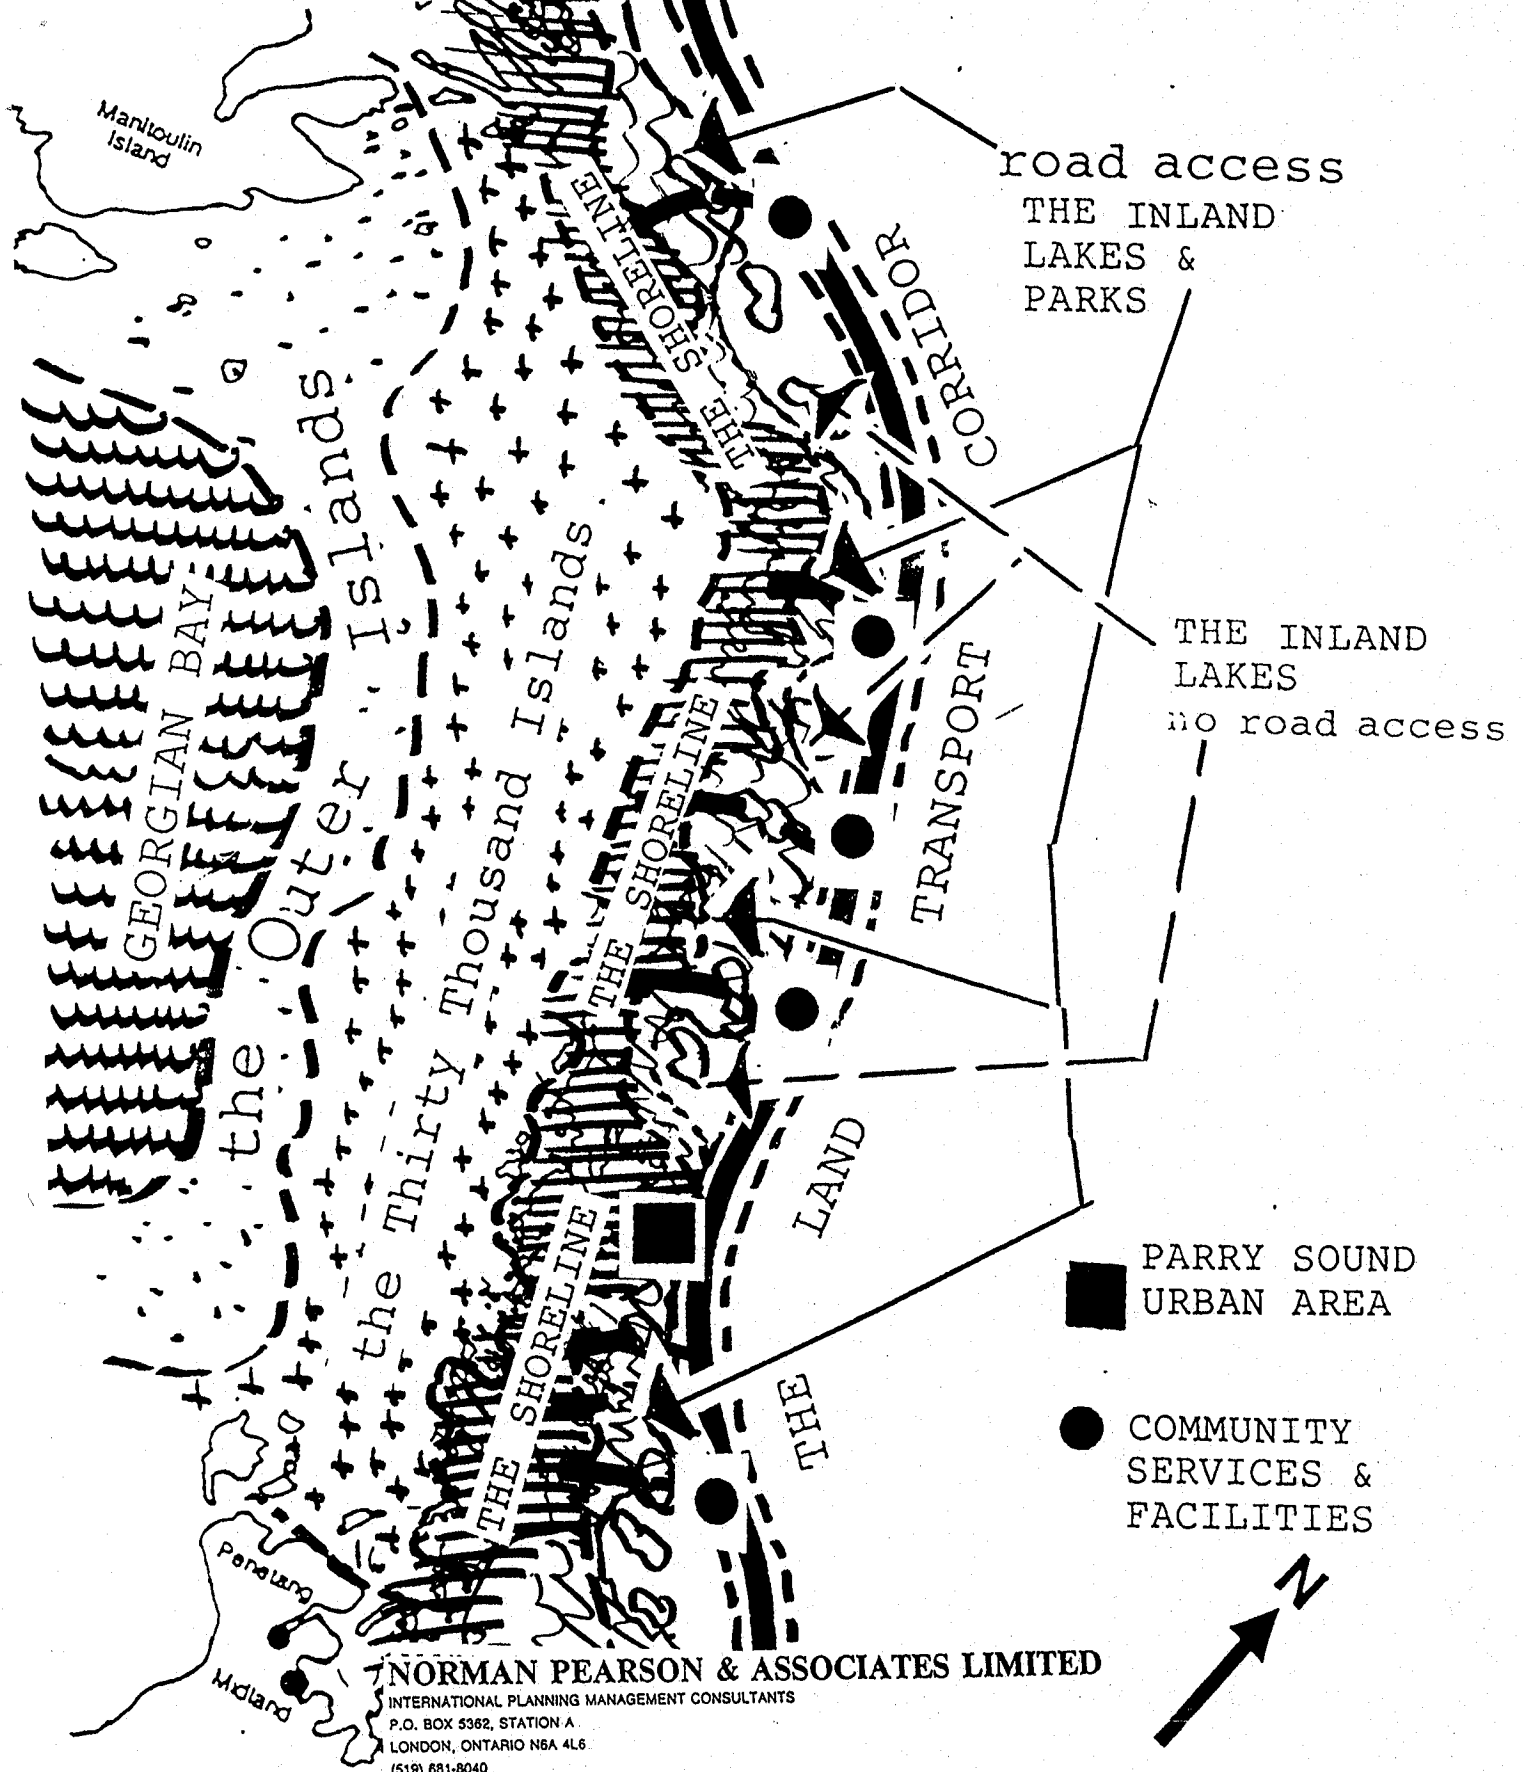 Manitoulin
Island
road access
THE INLAND
LAKES &
PARKS
THE SHORELINE
CORRIDOR
the Outer Islands
GEORGIAN BAY
the Thirty Thousand Islands
THE INLAND
LAKES
no road access
TRANSPORT
THE SHORELINE
LAND
THE SHORELINE
THE
PARRY SOUND
URBAN AREA
COMMUNITY
SERVICES &
FACILITIES
N
Penetang
Midland
NORMAN PEARSON & ASSOCIATES LIMITED
INTERNATIONAL PLANNING MANAGEMENT CONSULTANTS
P.O. BOX 5362, STATION A
LONDON, ONTARIO N6A 4L6
(519) 681-8040